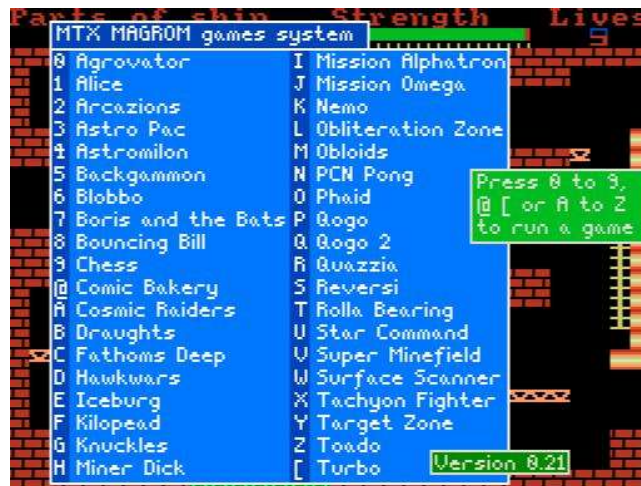 Parts of ship Strength Lives
MTX MAGROM games system
9
0 Agrovator
1 Alice
2 Arcazions
3 Astro Pac
4 Astromilon
5 Backgammon
6 Blobbo
7 Boris and the Bats
8 Bouncing Bill
9 Chess
@ Comic Bakery
A Cosmic Raiders
B Draughts
C Fathoms Deep
D Hawkwars
E Iceburg
F Kilopead
G Knuckles
H Miner Dick
I Mission Alphatron
J Mission Omega
K Nemo
L Obliteration Zone
M Obloids
N PCN Pong
O Phaid
P Qogo
Q Qogo 2
R Quazzia
S Reversi
T Rolla Bearing
U Star Command
V Super Minefield
W Surface Scanner
X Tachyon Fighter
Y Target Zone
Z Toado
[ Turbo
Press 0 to 9,
@ [ or A to Z
to run a game
Version 0.21